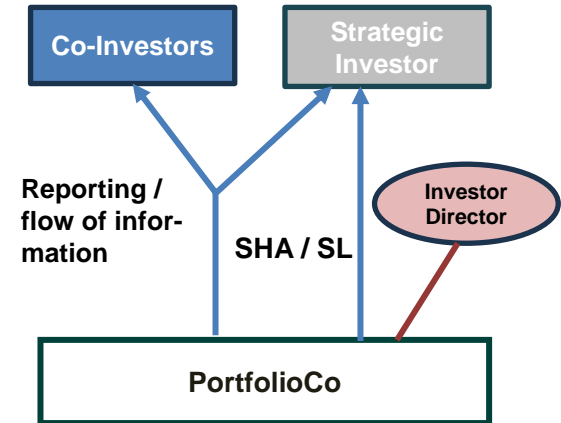 Co-Investors
Strategic
Investor
Reporting /
flow of infor-
mation
SHA / SL
Investor
Director
PortfolioCo